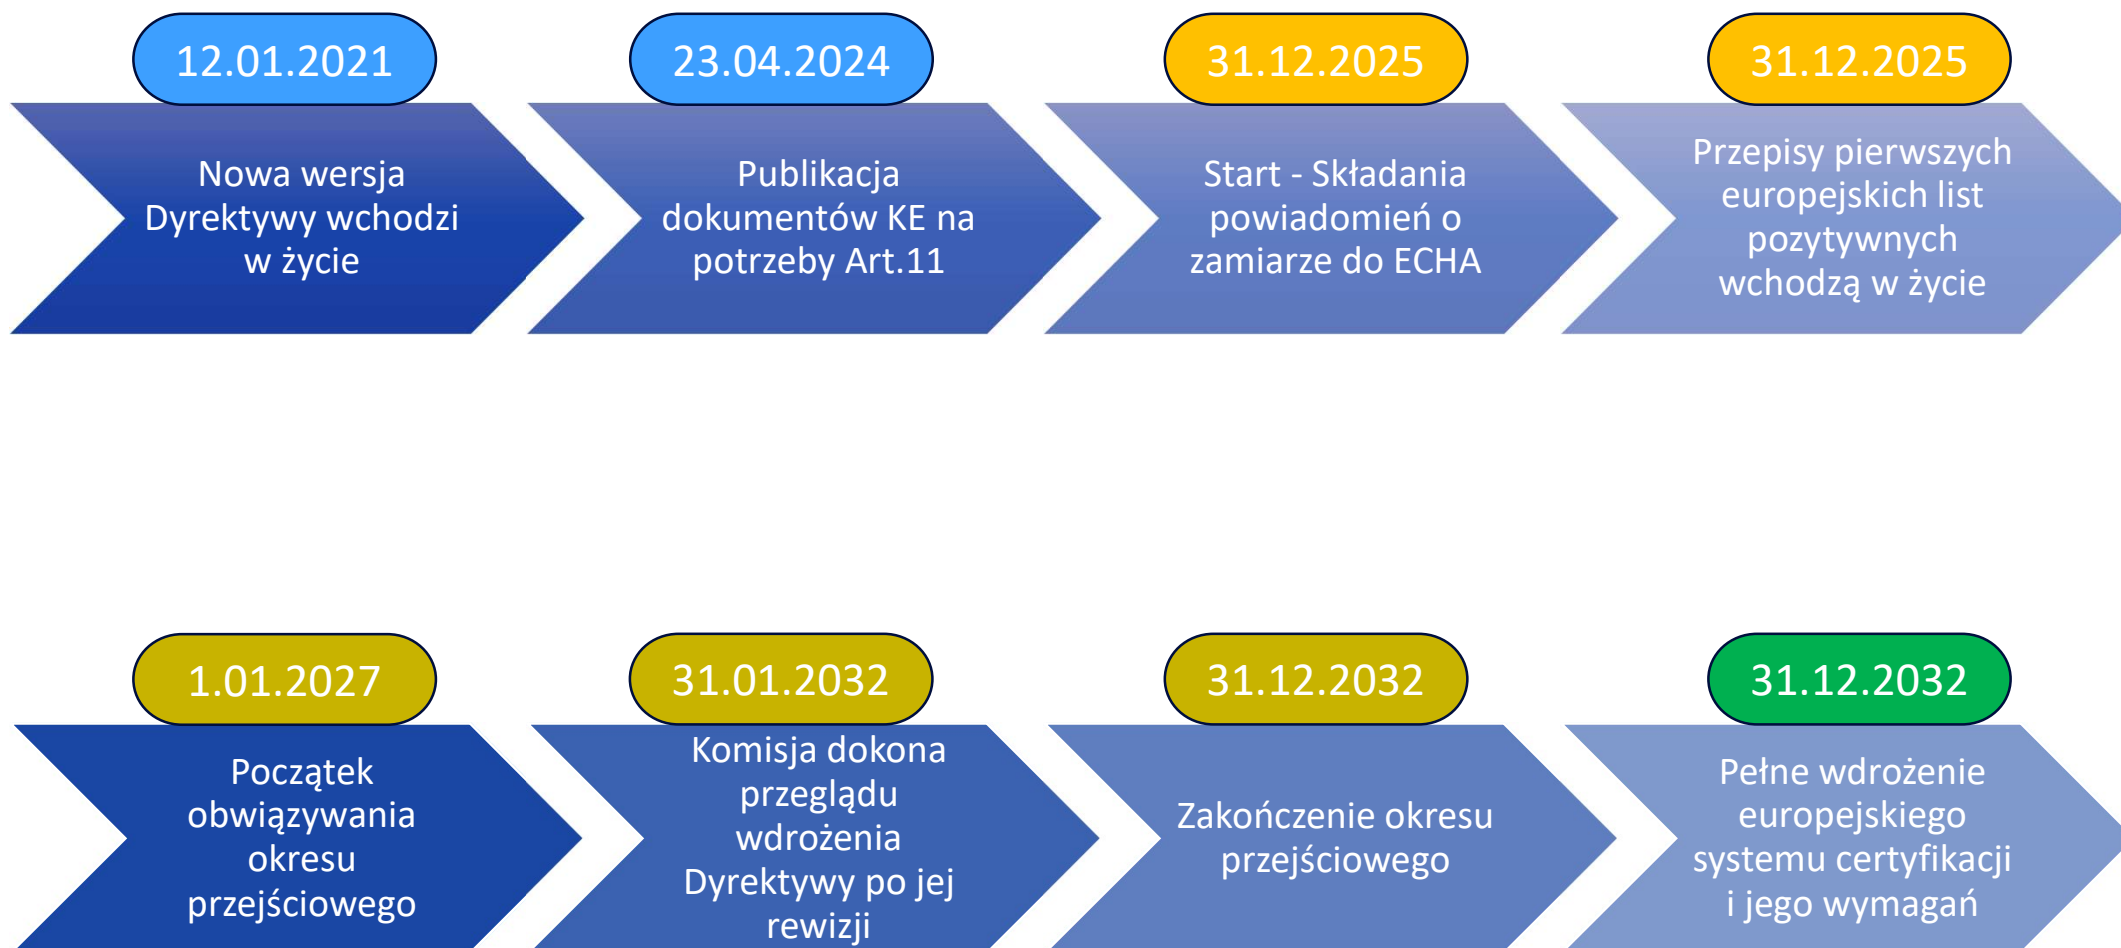 12.01.2021
Nowa wersja
Dyrektywy wchodzi
w życie
23.04.2024
Publikacja
dokumentów KE na
potrzeby Art.11
31.12.2025
Start - Składania
powiadomień o
zamiarze do ECHA
31.12.2025
Przepisy pierwszych
europejskich list
pozytywnych
wchodzą w życie
1.01.2027
Początek
obwiązywania
okresu
przejściowego
31.01.2032
Komisja dokona
przeglądu
wdrożenia
Dyrektywy po jej
rewizji
31.12.2032
Zakończenie okresu
przejściowego
31.12.2032
Pełne wdrożenie
europejskiego
systemu certyfikacji
i jego wymagań